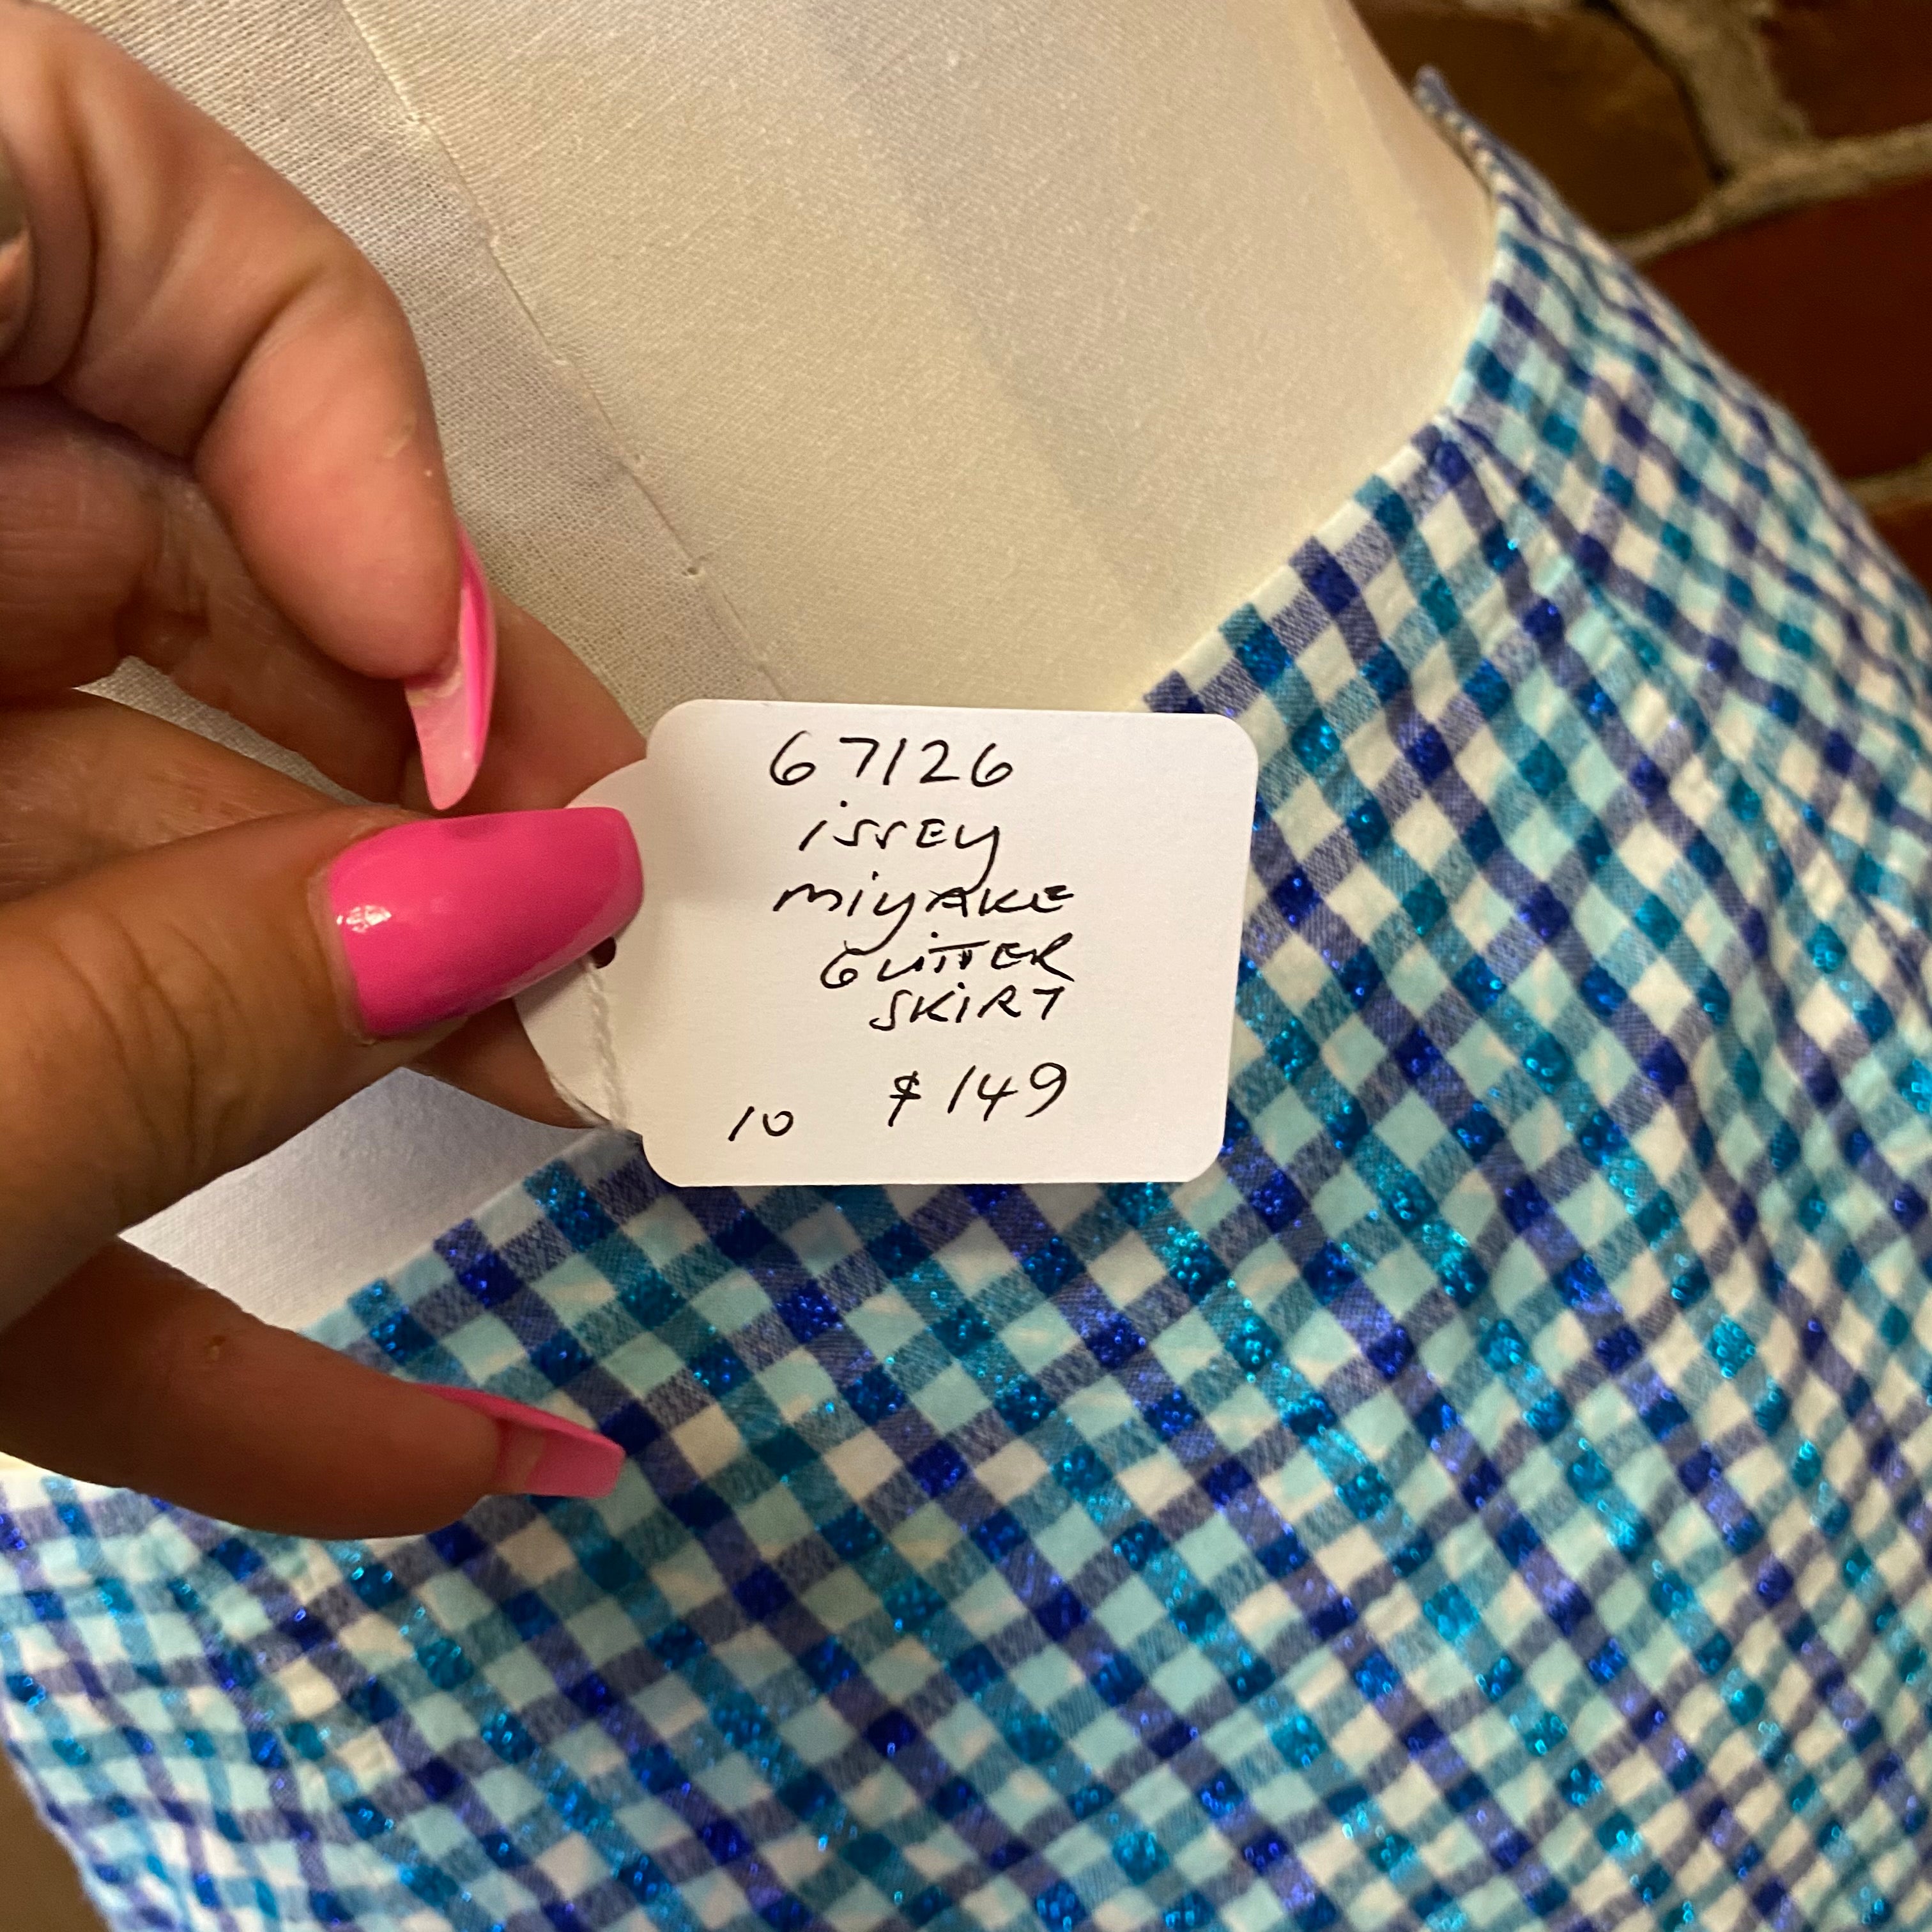 67126
issey
miyAKE
GLITTER
SKiRT
$149
10